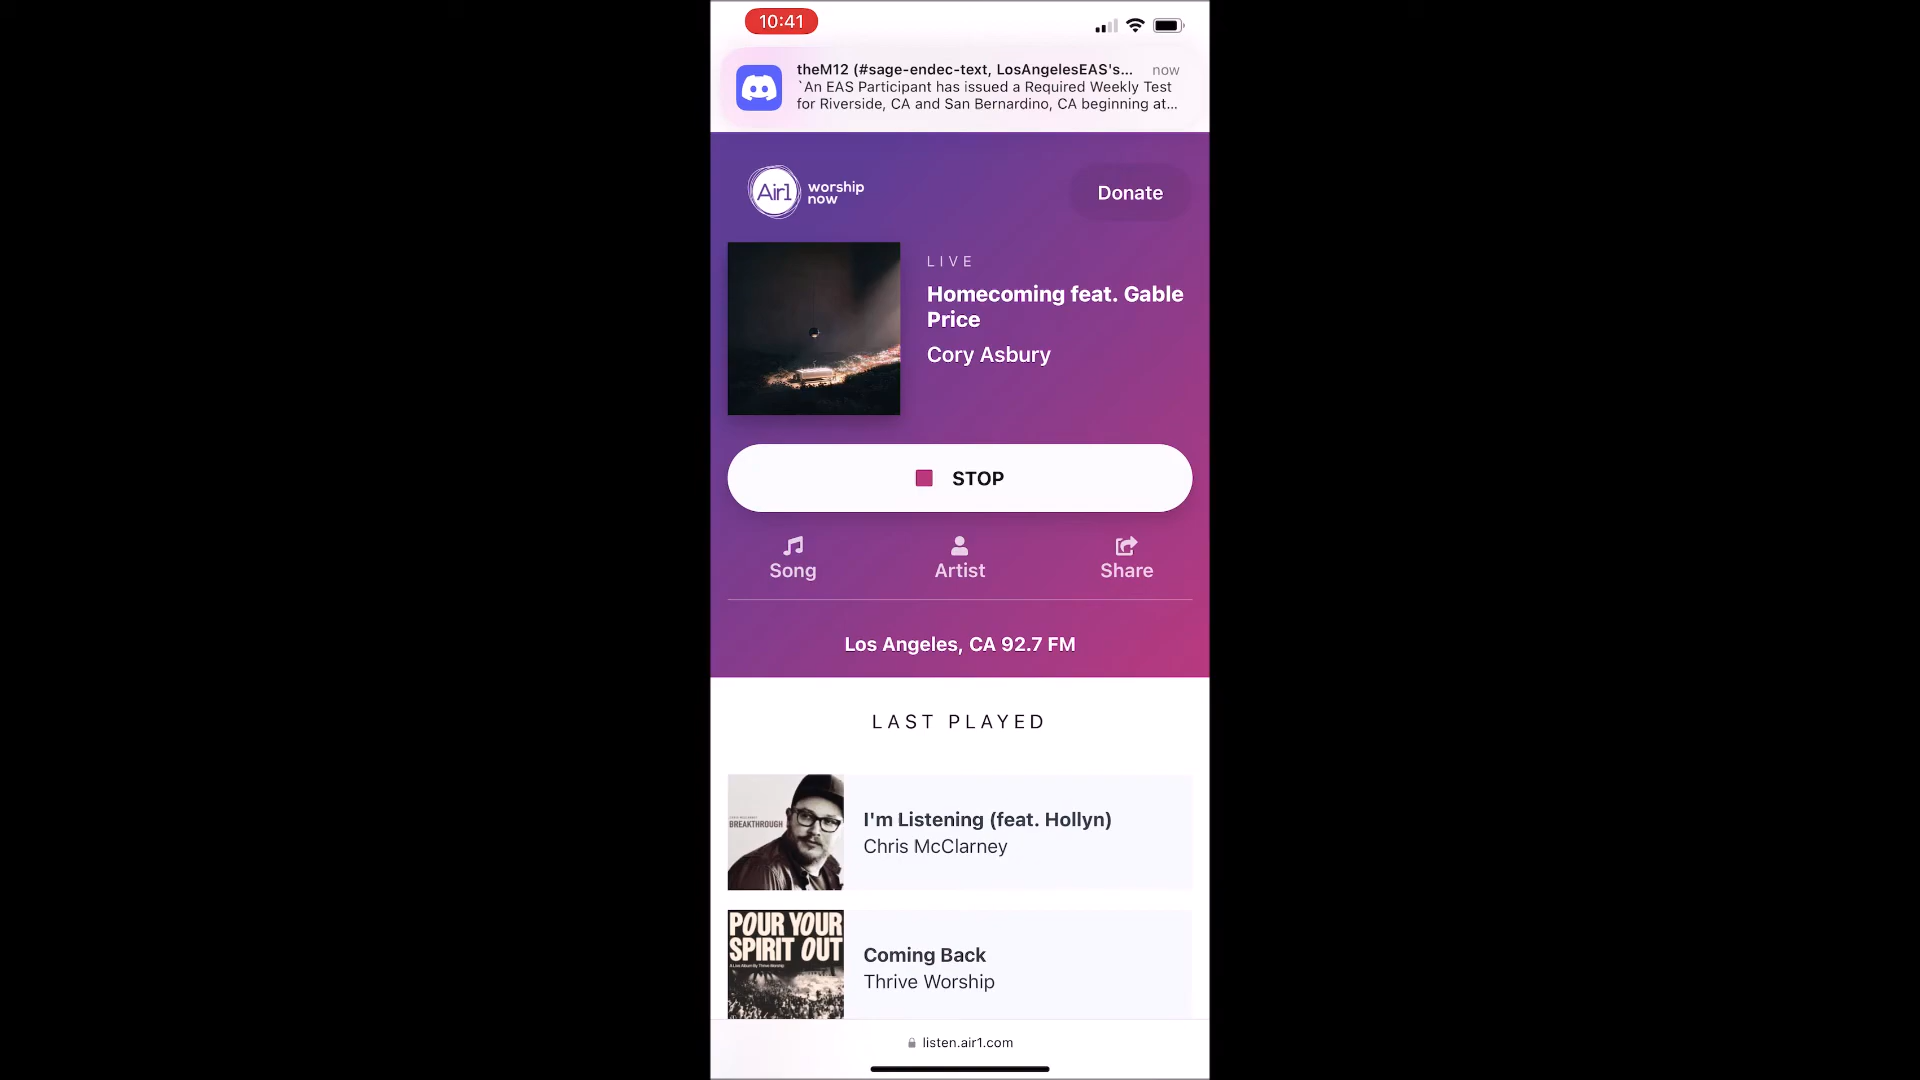 10:41
theM12 (#sage-endec-text, LosAngelesEAS's... now
`An EAS Participant has issued a Required Weekly Test
for Riverside, CA and San Bernardino, CA beginning at...
Air1 worship
now
Donate
LIVE
Homecoming feat. Gable
Price
Cory Asbury
STOP
Song Artist Share
Los Angeles, CA 92.7 FM
LAST PLAYED
BREAKTHROUGH
I'm Listening (feat. Hollyn)
Chris McClarney
POUR YOUR
SPIRIT OUT
Coming Back
Thrive Worship
listen.air1.com